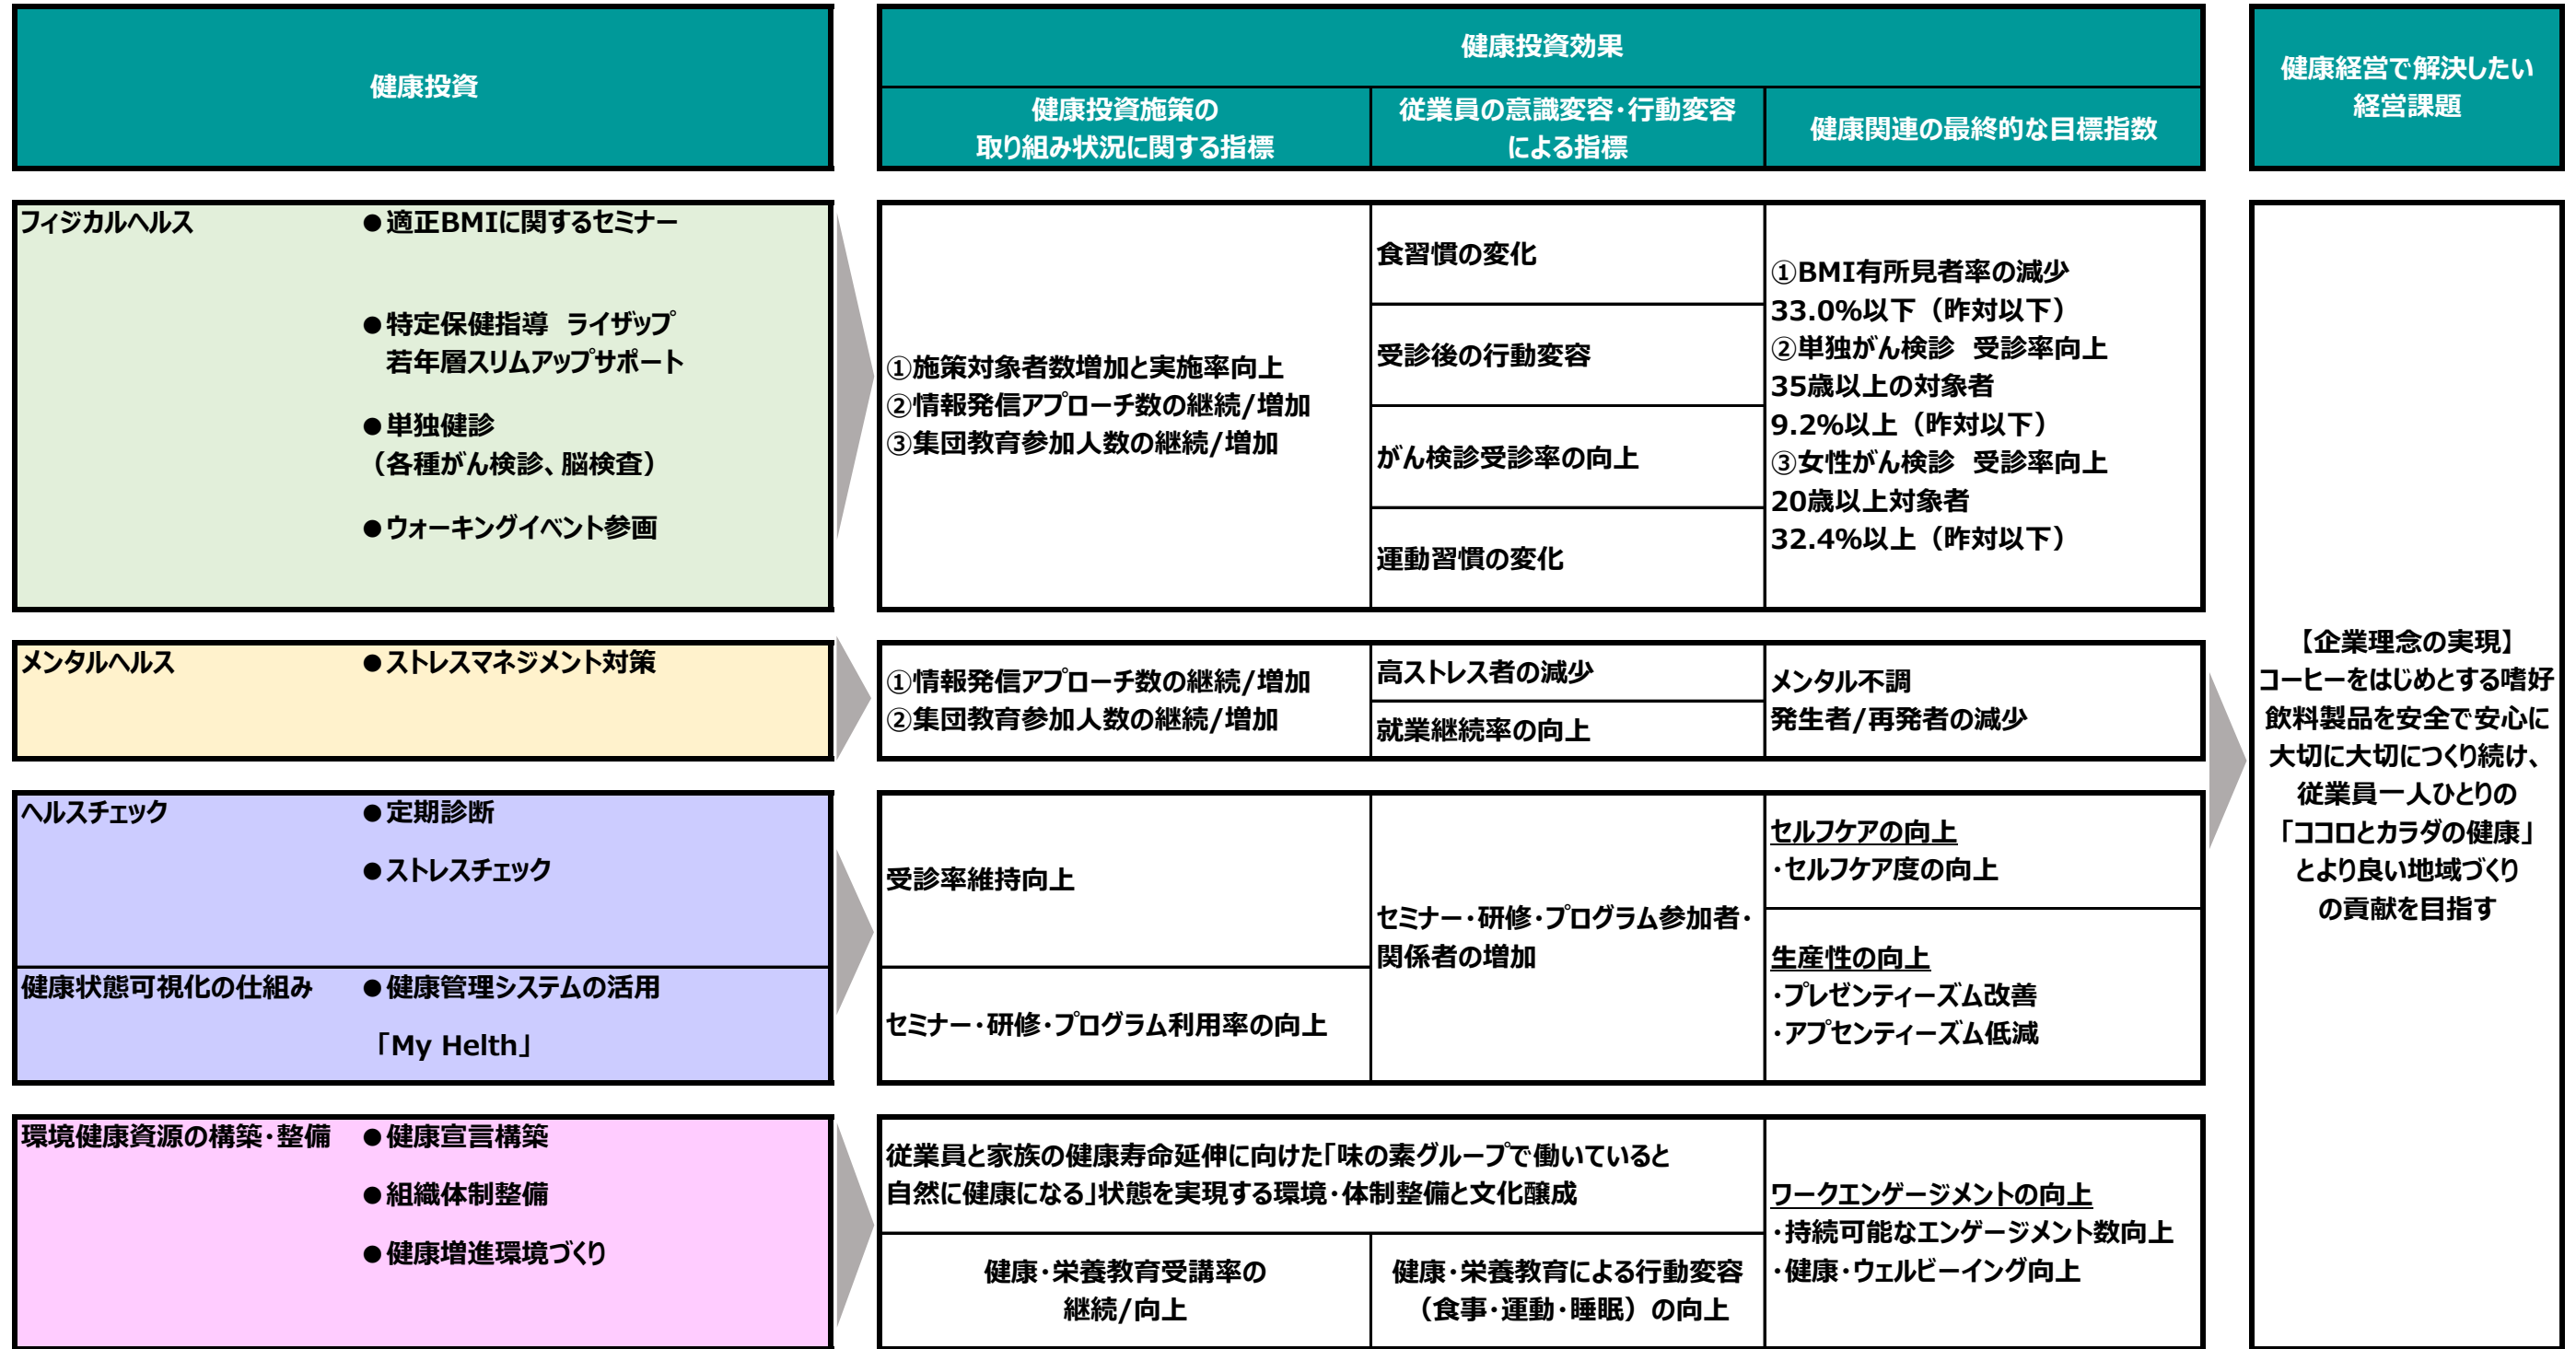 健康投資
健康投資効果
健康投資施策の
取り組み状況に関する指標
従業員の意識変容・行動変容
による指標
健康関連の最終的な目標指数
健康経営で解決したい
経営課題
フィジカルヘルス
●適正BMIに関するセミナー
●特定保健指導 ライザップ
若年層スリムアップサポート
●単独健診
（各種がん検診、脳検査）
●ウォーキングイベント参画
①施策対象者数増加と実施率向上
②情報発信アプローチ数の継続/増加
③集団教育参加人数の継続/増加
食習慣の変化
受診後の行動変容
がん検診受診率の向上
運動習慣の変化
①BMI有所見者率の減少
33.0%以下（昨対以下）
②単独がん検診 受診率向上
35歳以上の対象者
9.2%以上（昨対以下）
③女性がん検診 受診率向上
20歳以上対象者
32.4%以上（昨対以下）
メンタルヘルス
●ストレスマネジメント対策
①情報発信アプローチ数の継続/増加
②集団教育参加人数の継続/増加
高ストレス者の減少
就業継続率の向上
メンタル不調
発生者/再発者の減少
ヘルスチェック
●定期診断
●ストレスチェック
健康状態可視化の仕組み
●健康管理システムの活用
「My Helth」
受診率維持向上
セミナー・研修・プログラム利用率の向上
セミナー・研修・プログラム参加者・
関係者の増加
セルフケアの向上
・セルフケア度の向上
生産性の向上
・プレゼンティーズム改善
・アプセンティーズム低減
環境健康資源の構築・整備
●健康宣言構築
●組織体制整備
●健康増進環境づくり
従業員と家族の健康寿命延伸に向けた「味の素グループで働いていると
自然に健康になる」状態を実現する環境・体制整備と文化醸成
健康・栄養教育受講率の
継続/向上
健康・栄養教育による行動変容
（食事・運動・睡眠）の向上
ワークエンゲージメントの向上
・持続可能なエンゲージメント数向上
・健康・ウェルビーイング向上
【企業理念の実現】
コーヒーをはじめとする嗜好
飲料製品を安全で安心に
大切に大切につくり続け、
従業員一人ひとりの
「ココロとカラダの健康」
とより良い地域づくり
の貢献を目指す